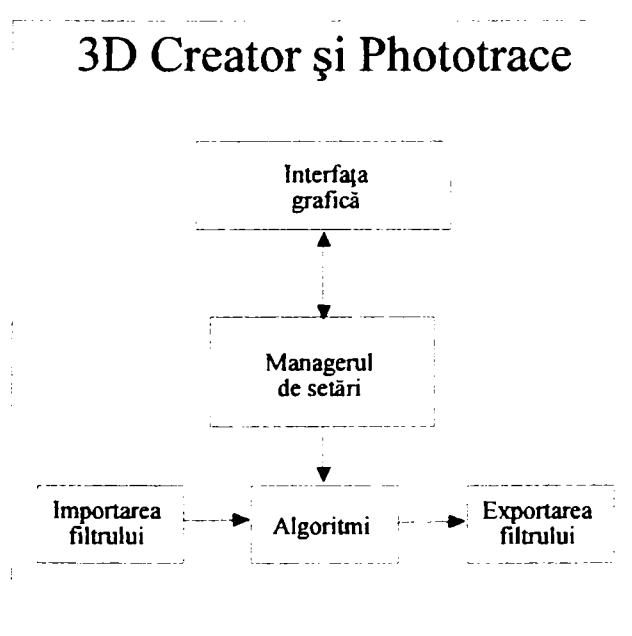 3D Creator şi Phototrace
Interfaţa
grafică
Managerul
de setări
Importarea
filtrului
Algoritmi
Exportarea
filtrului